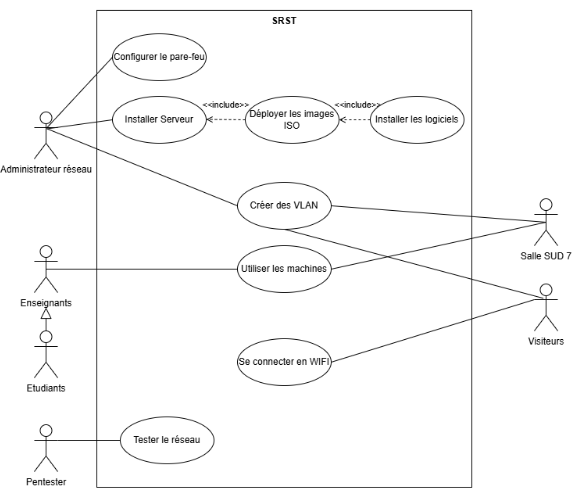 SRST
Configurer le pare-feu
<<include>>
<<include>>
Installer Serveur
Déployer les images
ISO
Installer les logiciels
Administrateur réseau
Créer des VLAN
Salle SUD 7
Utiliser les machines
Enseignants
Visiteurs
Se connecter en WIFI
Etudiants
Tester le réseau
Pentester